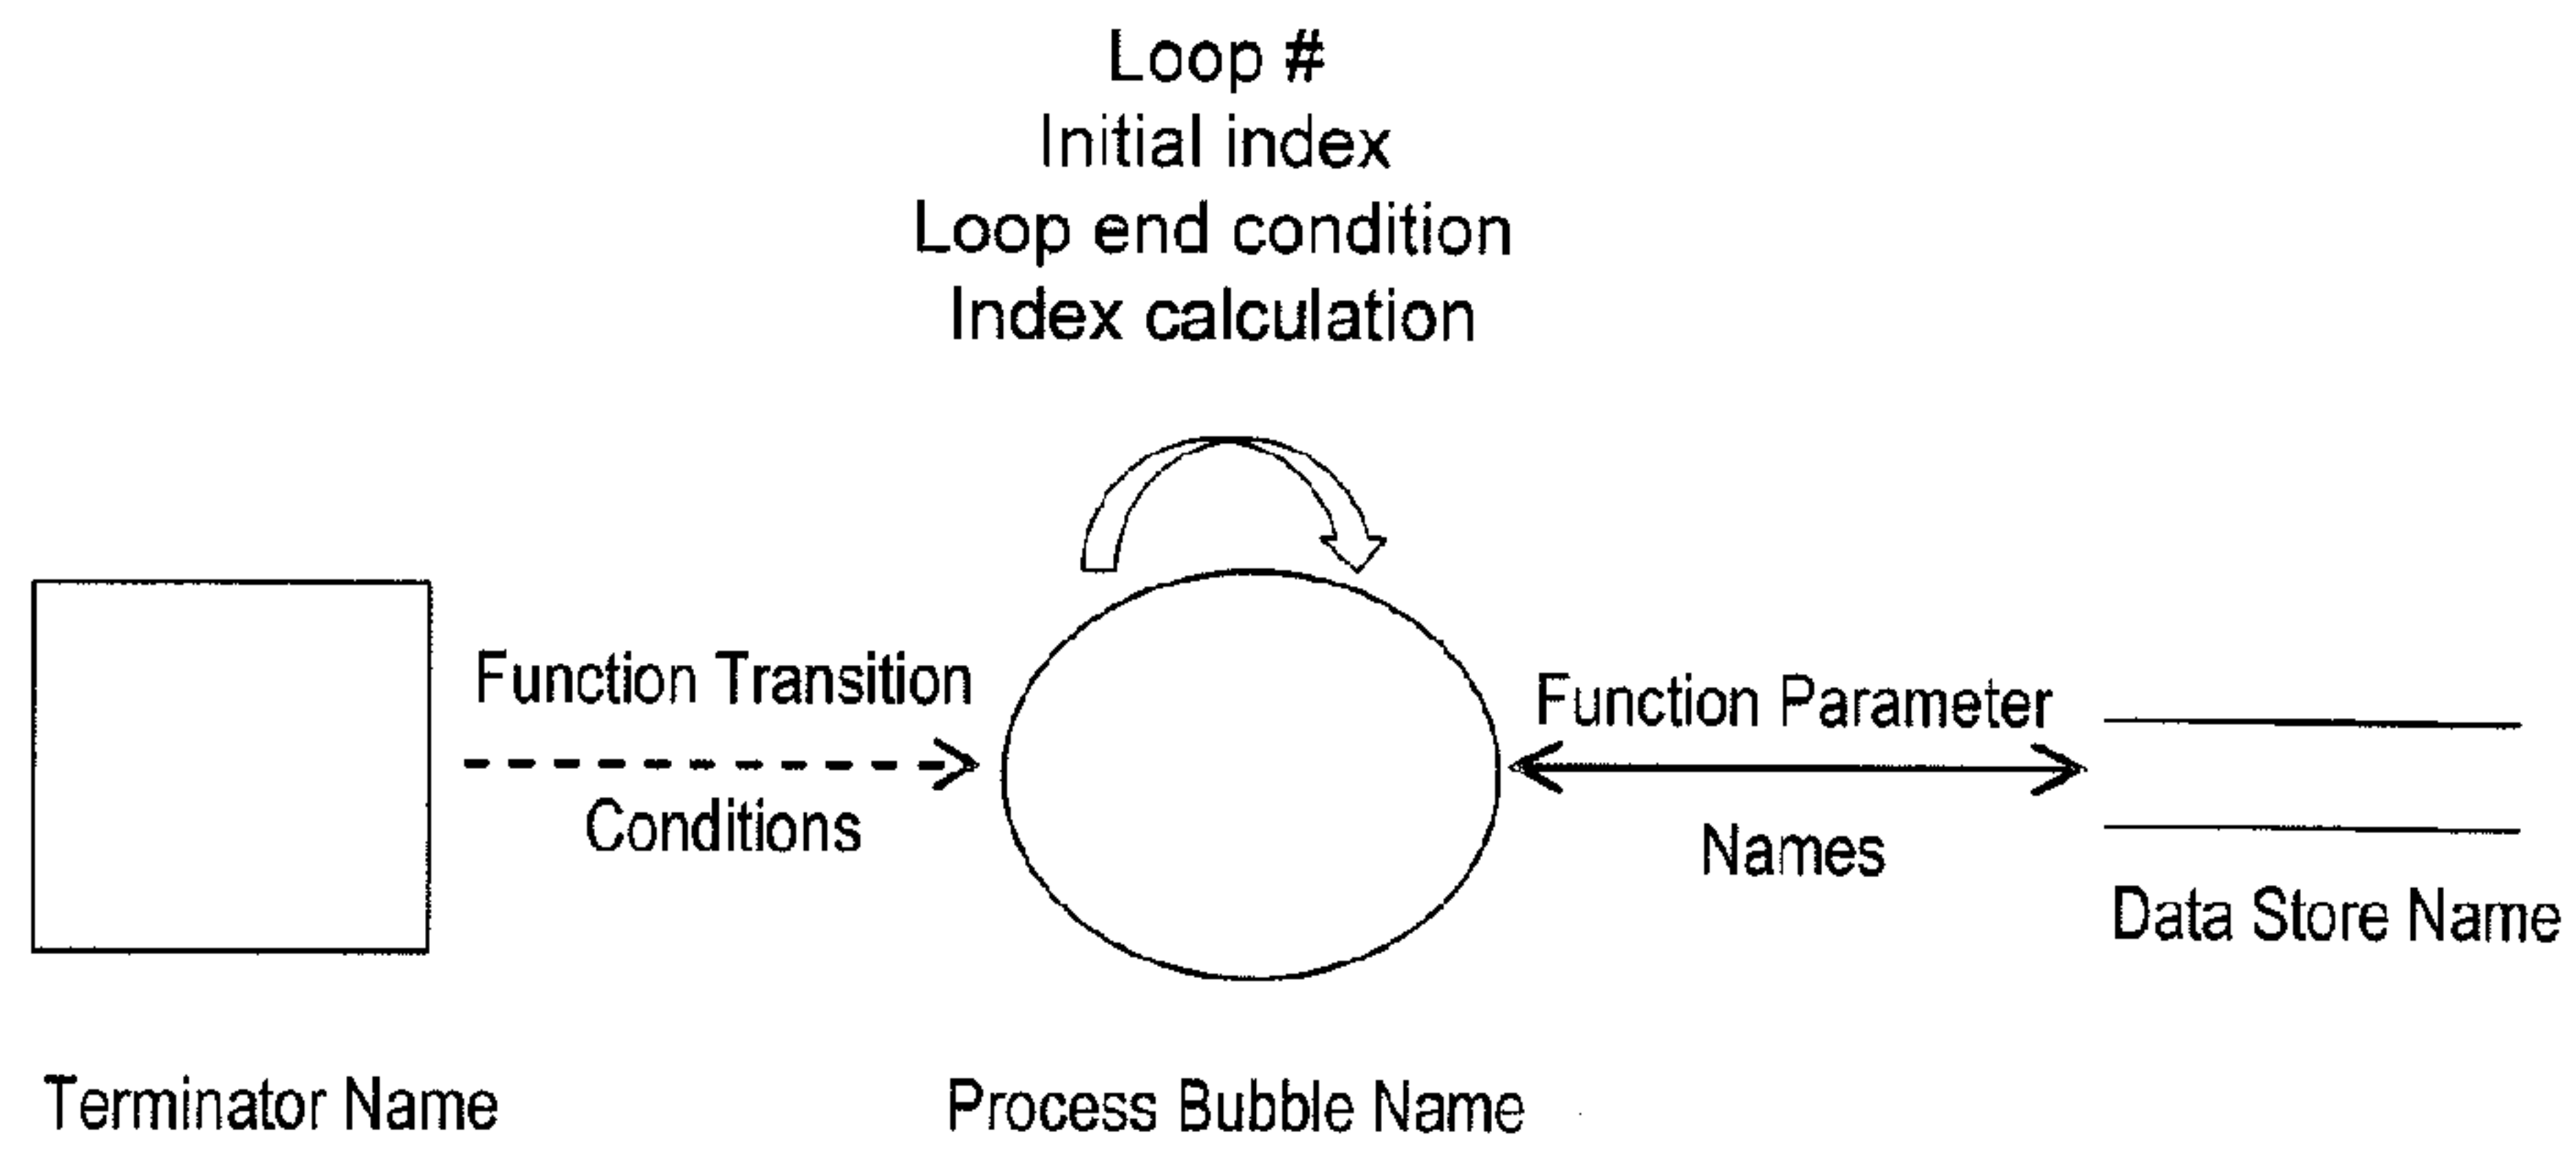 Loop #
Initial index
Loop end condition
Index calculation
Function Transition
Conditions
Function Parameter
Names
Data Store Name
Terminator Name
Process Bubble Name